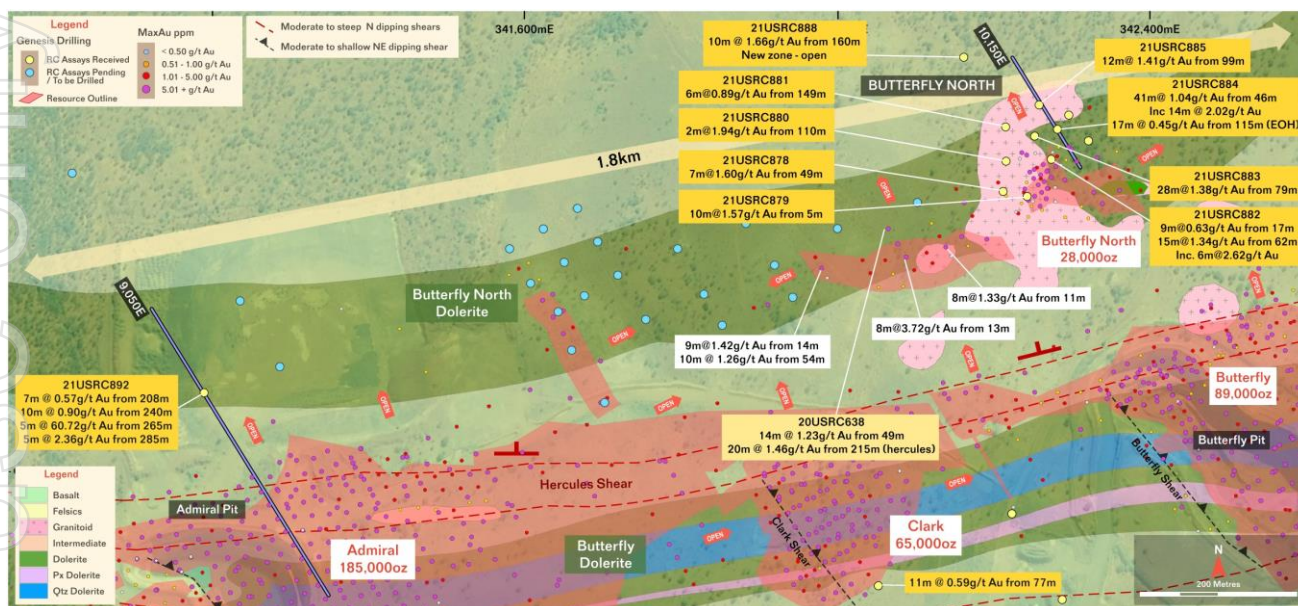 Legend
Genesis Drilling
RC Assays Received
RC Assays Pending
/ To be Drilled
Resource Outline
MaxAu ppm
< 0.50 g/t Au
0.51 - 1.00 g/t Au
1.01 - 5.00 g/t Au
5.01 + g/t Au
Moderate to steep N dipping shears
Moderate to shallow NE dipping shear
341,600mE
342,400mE
21USRC888
10m @ 1.66g/t Au from 160m
New zone - open
10.150E
21USRC885
12m @ 1.41g/t Au from 99m
21USRC881
6m@0.89g/t Au from 149m
BUTTERFLY NORTH
OPEN
21USRC884
41m@1.04g/t Au from 46m
Inc 14m @ 2.02g/t Au
17m @ 0.45g/t Au from 115m (EOH)
21USRC880
2m@1.94g/t Au from 110m
1.8km
OPEN
21USRC878
7m@1.60g/t Au from 49m
OPEN
21USRC883
28m@1.38g/t Au from 79m
21USRC879
10m@1.57g/t Au from 5m
21USRC882
9m@0.63g/t Au from 17m
15m@1.34g/t Au from 62m
Inc. 6m@2.62g/t Au
OPEN
Butterfly North
28,000oz
OPEN
OPEN
9.050E
Butterfly North
Dolerite
8m@1.33g/t Au from 11m
8m@3.72g/t Au from 13m
9m@1.42g/t Au from 14m
10m @ 1.26g/t Au from 54m
OPEN
OPEN
OPEN
21USRC892
7m @ 0.57g/t Au from 208m
10m @ 0.90g/t Au from 240m
5m @ 60.72g/t Au from 265m
5m @ 2.36g/t Au from 285m
OPEN
OPEN
OPEN
Butterfly
89,000oz
20USRC638
14m @ 1.23g/t Au from 49m
20m @ 1.46g/t Au from 215m (hercules)
Butterfly Pit
Butterfly Shear
Legend
Basalt
Felsics
Granitoid
Intermediate
Dolerite
Px Dolerite
Qtz Dolerite
Hercules Shear
OPEN
Admiral Pit
Admiral
185,000oz
Butterfly
Dolerite
OPEN
Clark Shear
Clark
65,000oz
11m @ 0.59g/t Au from 77m
N
200 Metres